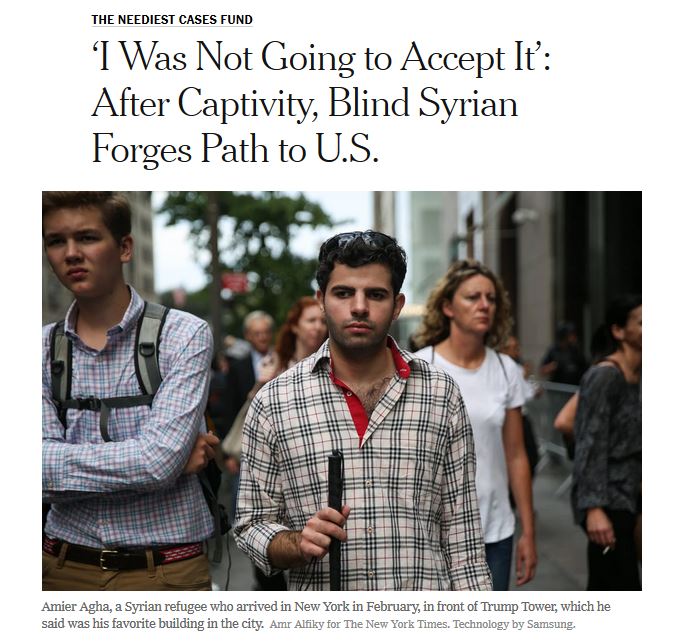 THE NEEDIEST CASES FUND
‘I Was Not Going to Accept It’:
After Captivity, Blind Syrian
Forges Path to U.S.
Amier Agha, a Syrian refugee who arrived in New York in February, in front of Trump Tower, which he
said was his favorite building in the city. Amr Alfiky for The New York Times. Technology by Samsung.